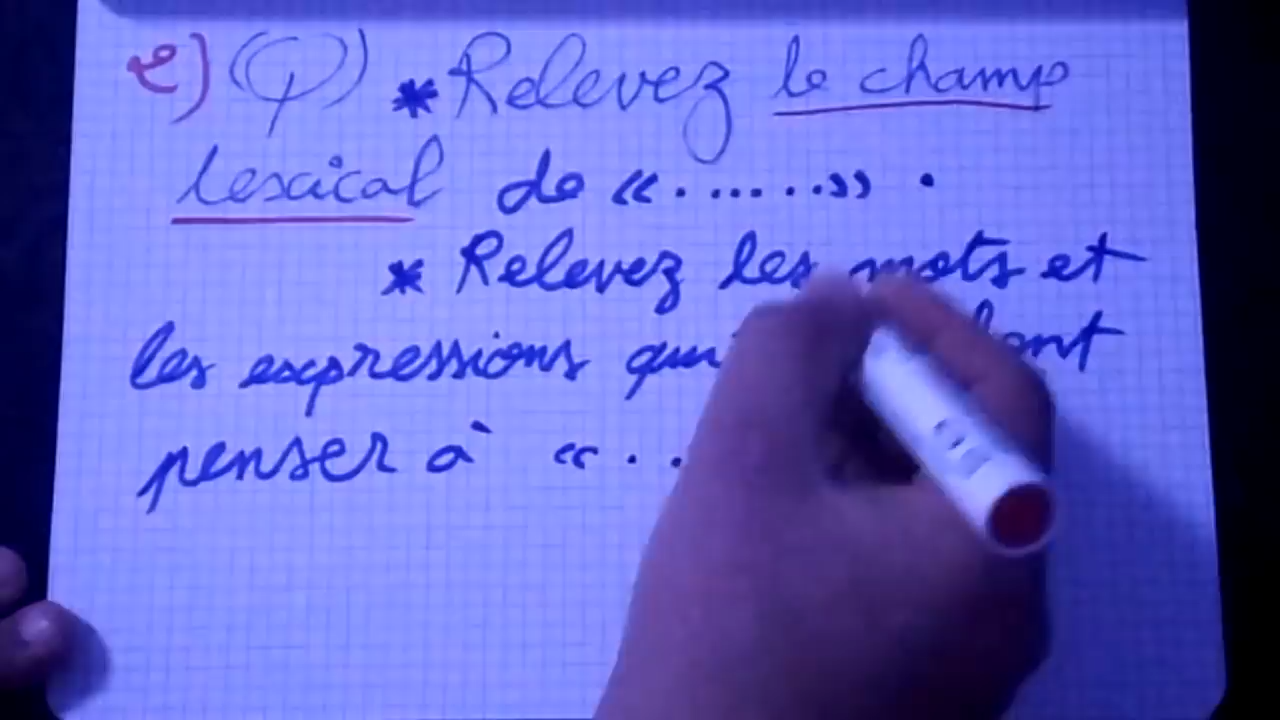 e) (Q) * Relevez le champ
lexical de «.......» .
* Relevez les mots et
les expressions qui
penser à « . .